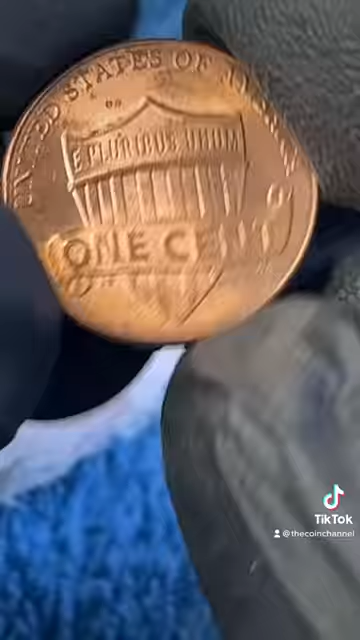 UNITED STATES OF AMERICA
E PLURIBUS UNUM
ONE CENT
TikTok
@thecoinchannel